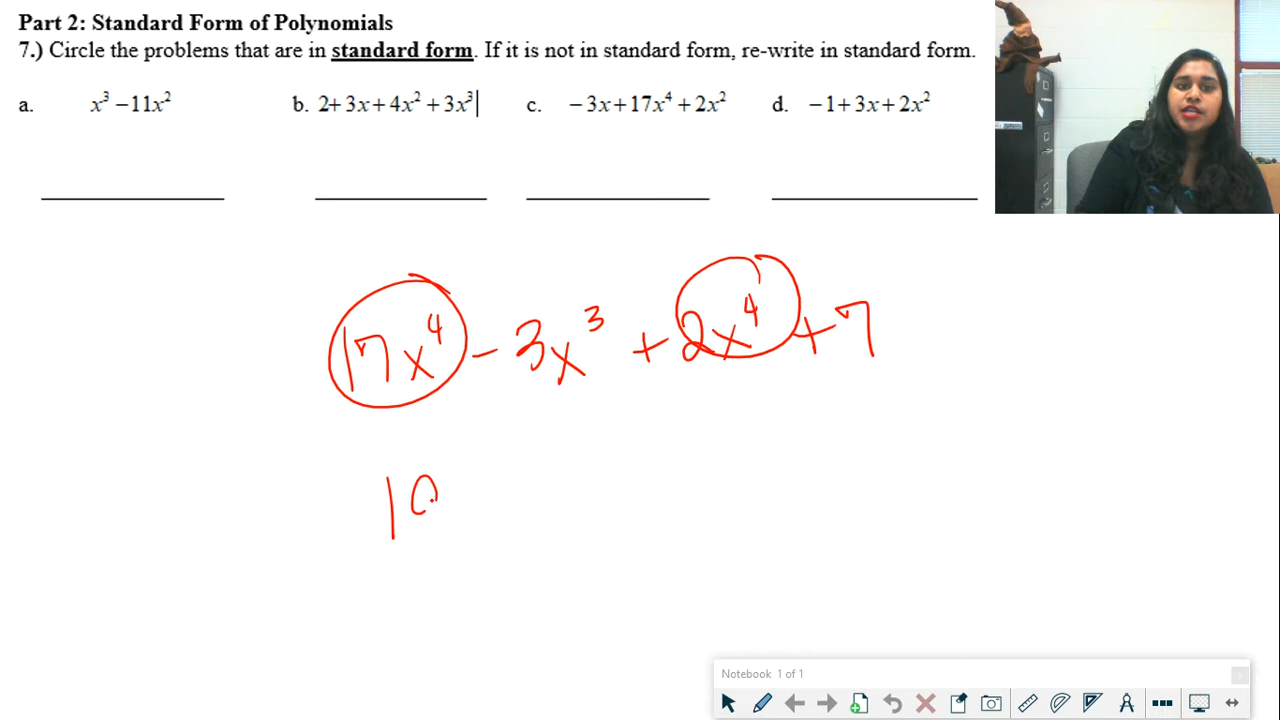 Part 2: Standard Form of Polynomials
7.) Circle the problems that are in standard form. If it is not in standard form, re-write in standard form.
a. x³ −11x² b. 2+ 3x + 4x² + 3x³| c. − 3x + 17x⁴ + 2x² d. − 1 + 3x + 2x²
17x⁴ - 3x³ + 2x⁴ + 7
19
Notebook 1 of 1